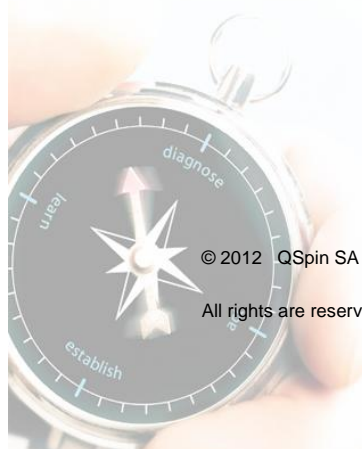 diagnose
learn
establish
© 2012 QSpin SA
All rights are reserv